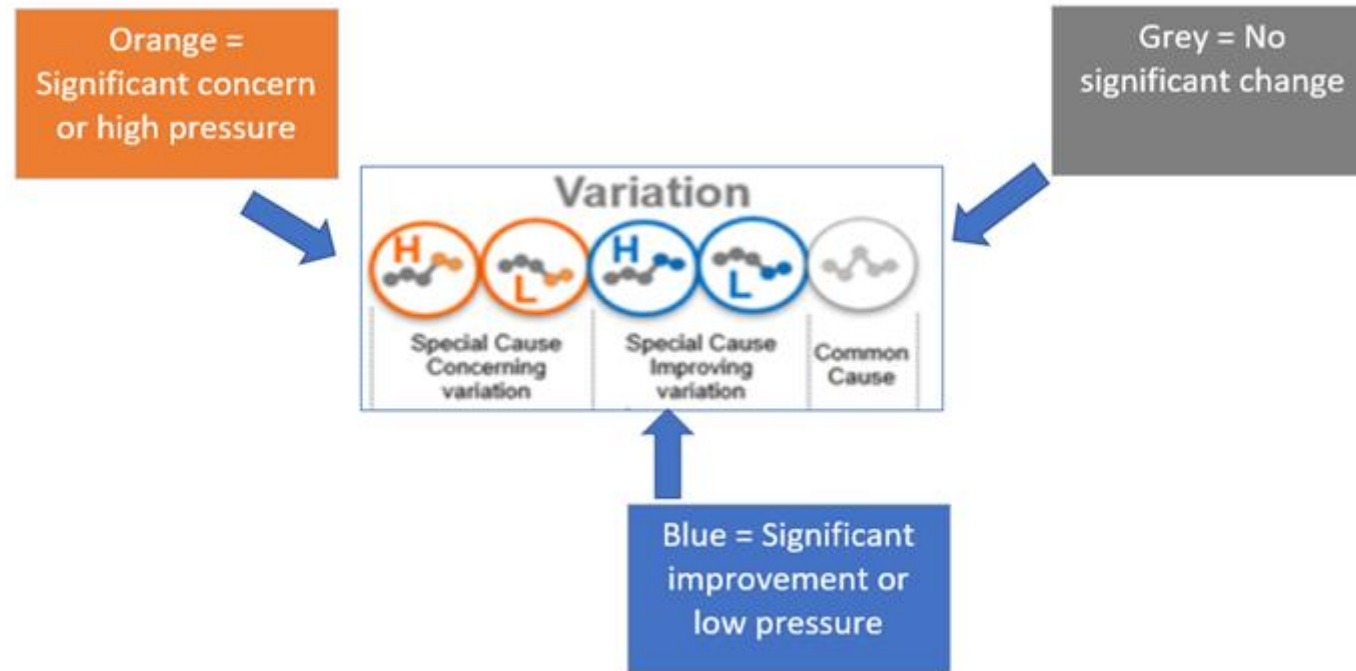 Orange =
Significant concern
or high pressure
Grey = No
significant change
Variation
H
L
H
L
Special Cause
Concerning
variation
Special Cause
Improving
variation
Common
Cause
Blue = Significant
improvement or
low pressure